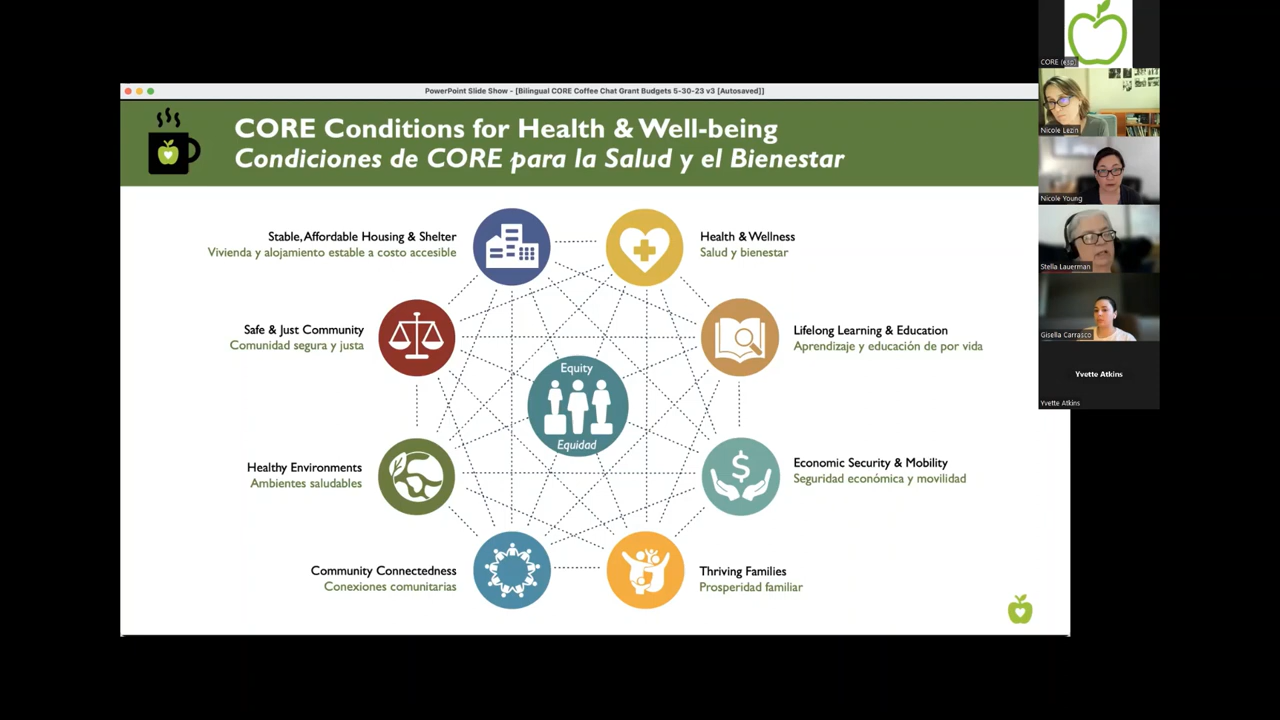 PowerPoint Slide Show - [Bilingual CORE Coffee Chat Grant Budgets 5-30-23 v3 [Autosaved]]
CORE Conditions for Health & Well-being
Condiciones de CORE para la Salud y el Bienestar
Stable, Affordable Housing & Shelter
Vivienda y alojamiento estable a costo accesible
Health & Wellness
Salud y bienestar
Safe & Just Community
Comunidad segura y justa
Lifelong Learning & Education
Aprendizaje y educación de por vida
Equity
Equidad
Healthy Environments
Ambientes saludables
Economic Security & Mobility
Seguridad económica y movilidad
Community Connectedness
Conexiones comunitarias
Thriving Families
Prosperidad familiar
CORE (esp)
Nicole Lezin
Nicole Young
Stella Lauerman
Gisella Carrasco
Yvette Atkins
Yvette Atkins